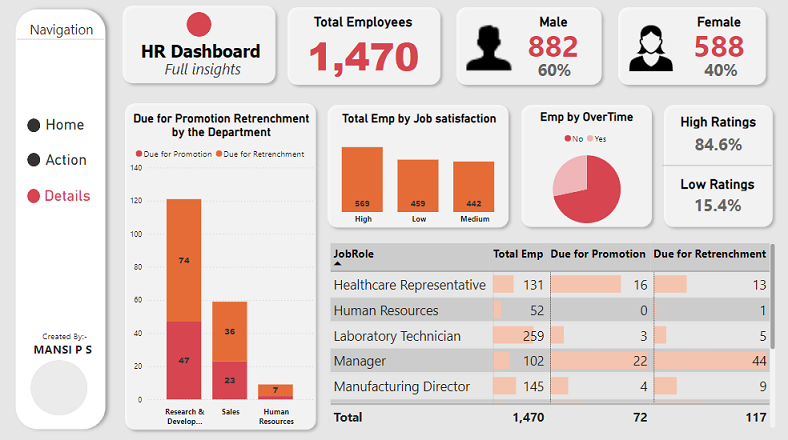 Navigation
Home
Action
Details
Created By:-
MANSI P S
HR Dashboard
Full insights
Total Employees
1,470
Male
882
60%
Female
588
40%
Due for Promotion Retrenchment
by the Department
Due for Promotion Due for Retrenchment
140
120
100
80
60
40
20
0
74
47
36
23
7
Research &
Develop...
Sales
Human
Resources
Total Emp by Job satisfaction
569
459
442
High
Low
Medium
Emp by OverTime
No Yes
High Ratings
84.6%
Low Ratings
15.4%
JobRole Total Emp Due for Promotion Due for Retrenchment
Healthcare Representative 131 16 13
Human Resources 52 0 1
Laboratory Technician 259 3 5
Manager 102 22 44
Manufacturing Director 145 4 9
Total 1,470 72 117